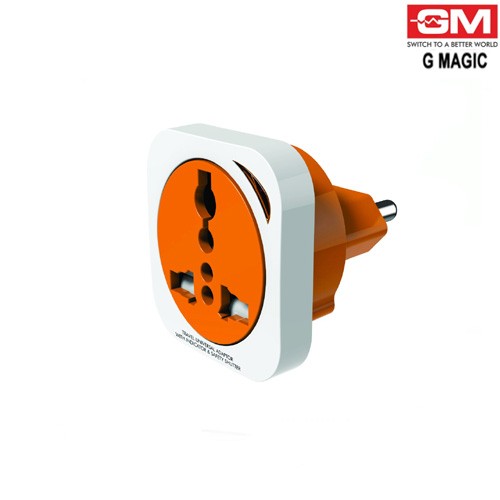 GM
SWITCH TO A BETTER WORLD
G MAGIC
TRAVEL UNIVERSAL ADAPTOR
WITH INDICATOR & SAFETY SHUTTER